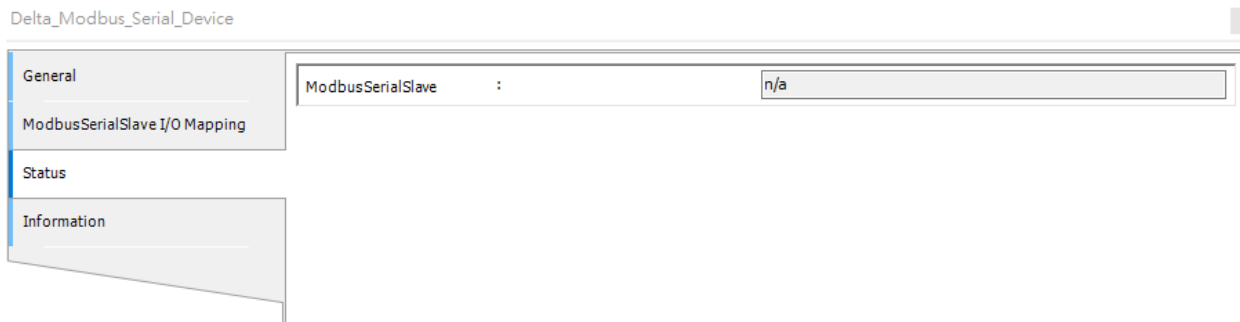 Delta_Modbus_Serial_Device
General
ModbusSerialSlave I/O Mapping
Status
Information
ModbusSerialSlave : n/a